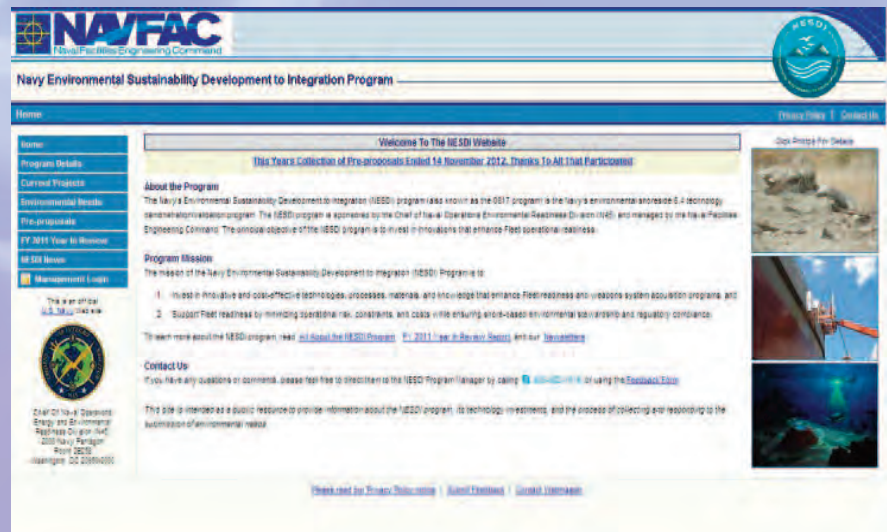 NAVFAC
Naval Facilities Engineering Command
NESDI
Navy Environmental Sustainability Development to Integration Program
Home
Privacy Policy | Contact Us
Home
Program Details
Current Projects
Environmental Needs
Pre-proposals
FY 2011 Year In Review
NESDI News
Management Login
This is an official
U.S. Navy Web site
Chief Of Naval Operations
Energy and Environmental
Readiness Division (N45)
2000 Navy Pentagon
Room
Washington, DC 20350-2000
Welcome To The NESDI Website
This Years Collection of Pre-proposals Ended 14 November 2012. Thanks To All That Participated
About the Program
The Navy's Environmental Sustainability Development to Integration (NESDI) program (also known as the 0817 program) is the Navy's environmental shoreside 6.4 technology
demonstration/validation program. The NESDI program is sponsored by the Chief of Naval Operations Environmental Readiness Division (N45) and managed by the Naval Facilities
Engineering Command. The principal objective of the NESDI program is to invest in innovations that enhance Fleet operational readiness.
Program Mission
The mission of the Navy Environmental Sustainability Development to Integration (NESDI) Program is to:
1. Invest in innovative and cost-effective technologies, processes, materials, and knowledge that enhance Fleet readiness and weapons system acquisition programs, and
2. Support Fleet readiness by minimizing operational risk, constraints, and costs while ensuring shore-based environmental stewardship and regulatory compliance.
To learn more about the NESDI program, read All About the NESDI Program, FY 2011 Year in Review Report, and our Newsletters
Contact Us
If you have any questions or comments, please feel free to direct them to the NESDI Program Manager by calling or using the Feedback Form
This site is intended as a public resource to provide information about the NESDI program, its technology investments, and the process of collecting and responding to the
submission of environmental needs.
Click Photos For Details
Please read our Privacy Policy notice | Submit Feedback | Contact Webmaster